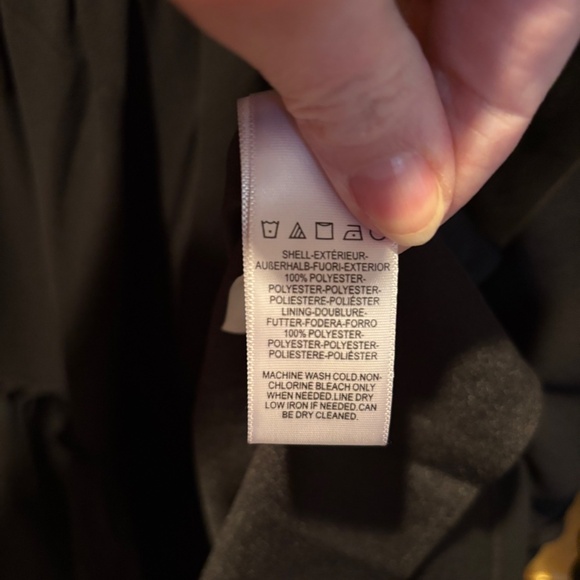 SHELL-EXTÉRIEUR-
AUßERHALB-FUORI-EXTERIOR
100% POLYESTER-
POLYESTER-POLYESTER-
POLIESTERE-POLIÉSTER
LINING-DOUBLURE-
FUTTER-FODERA-FORRO
100% POLYESTER-
POLYESTER-POLYESTER-
POLIESTERE-POLIÉSTER
MACHINE WASH COLD.NON-
CHLORINE BLEACH ONLY
WHEN NEEDED.LINE DRY
LOW IRON IF NEEDED.CAN
BE DRY CLEANED.